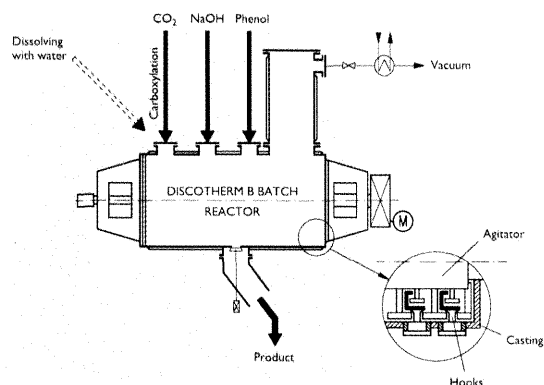 CO₂ NaOH Phenol
Dissolving
with water
Carboxylation
Vacuum
DISCOTHERM B BATCH
REACTOR
M
Agitator
Casting
Hooks
Product